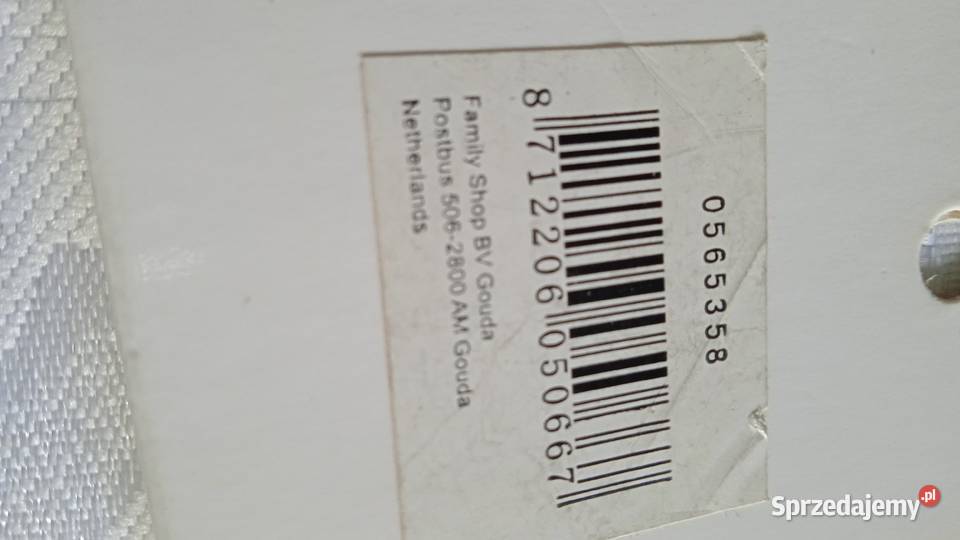 0565358
8 712206 050667
Family Shop BV Gouda
Postbus 506-2800 AM Gouda
Netherlands
Sprzedajemy.pl